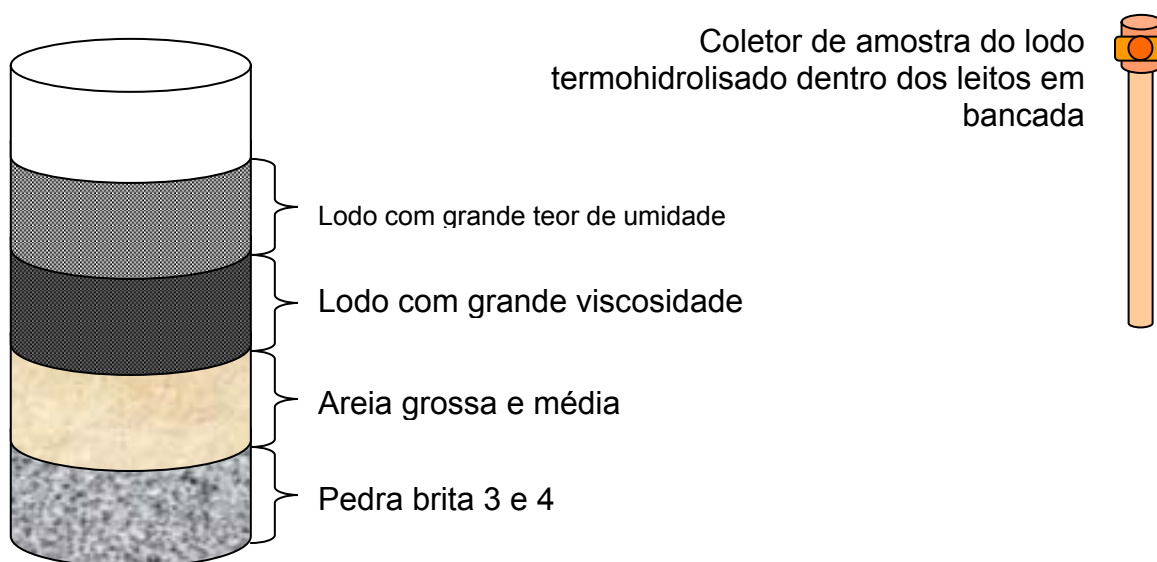 Coletor de amostra do lodo
termohidrolisado dentro dos leitos em
bancada
Lodo com grande teor de umidade
Lodo com grande viscosidade
Areia grossa e média
Pedra brita 3 e 4